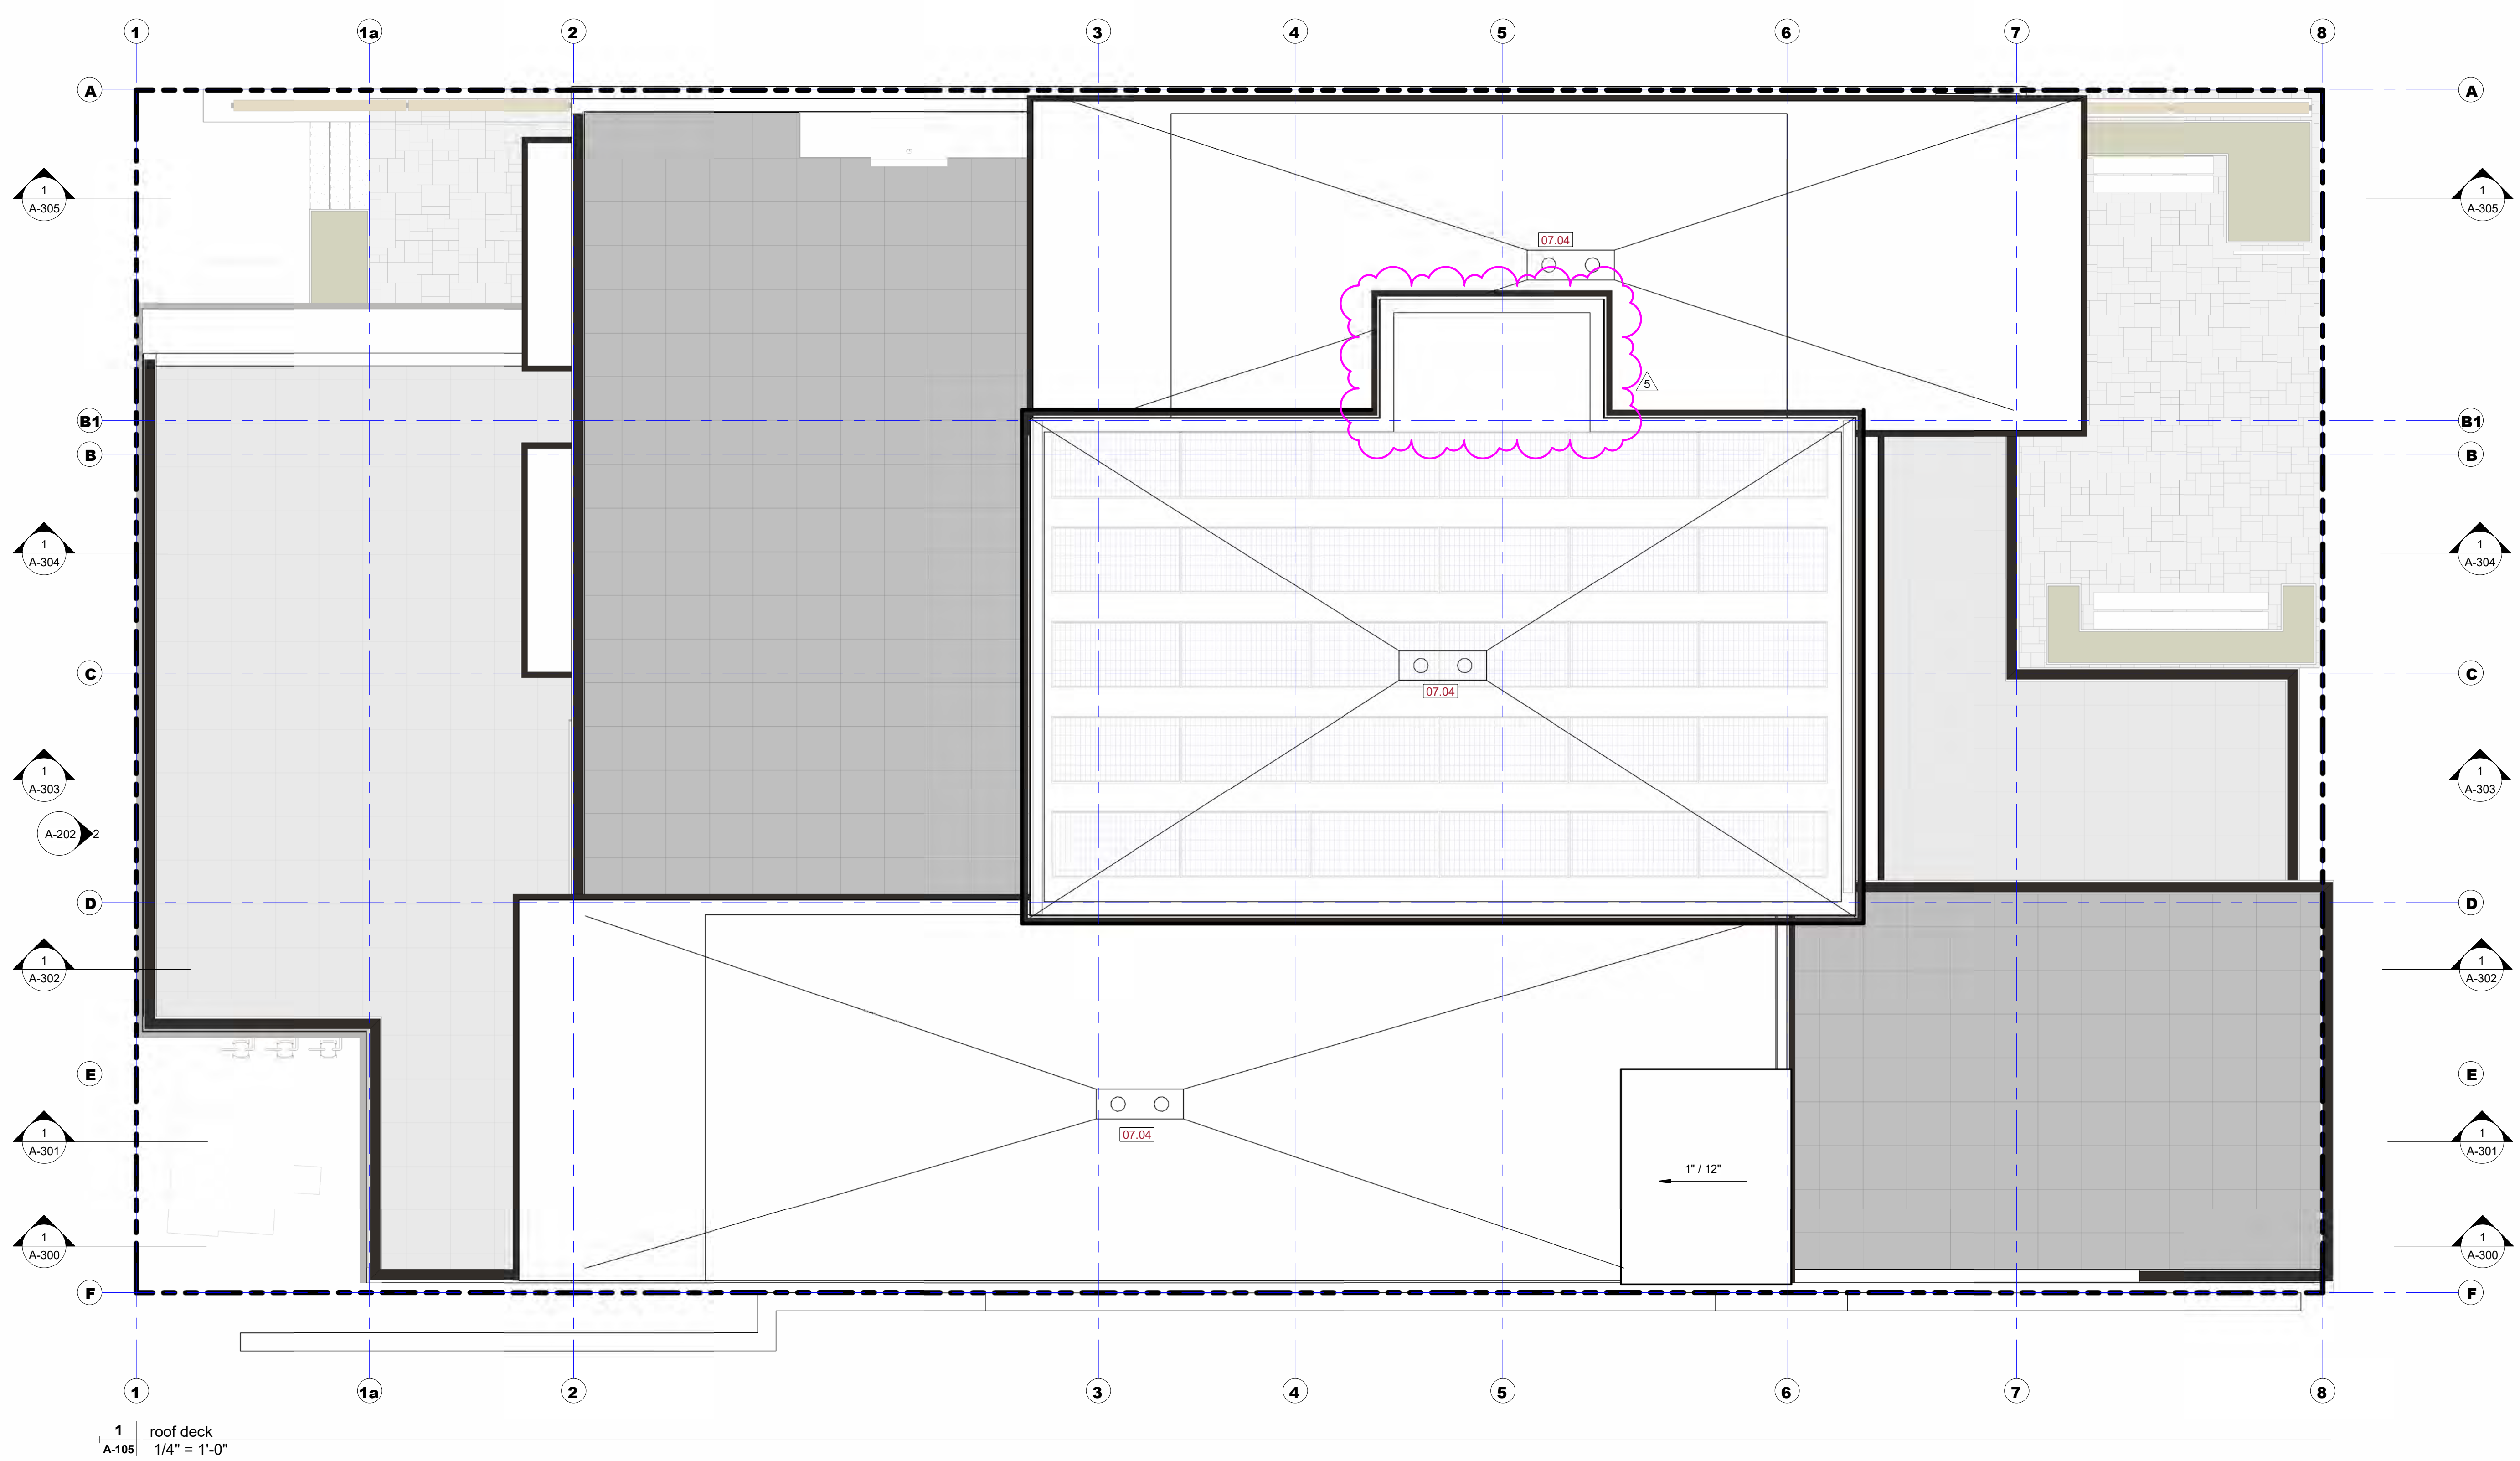 1 1a 2 3 4 5 6 7 8
A A
1 1
A-305 A-305
07.04
5
B1 B1
B B
1 1
A-304 A-304
C C
07.04
1 1
A-303 A-303
A-202 2
D D
1 1
A-302 A-302
E E
07.04
1 1
A-301 A-301
1" / 12"
1 1
A-300 A-300
F F
1 1a 2 3 4 5 6 7 8
1 roof deck
A-105 1/4" = 1'-0"